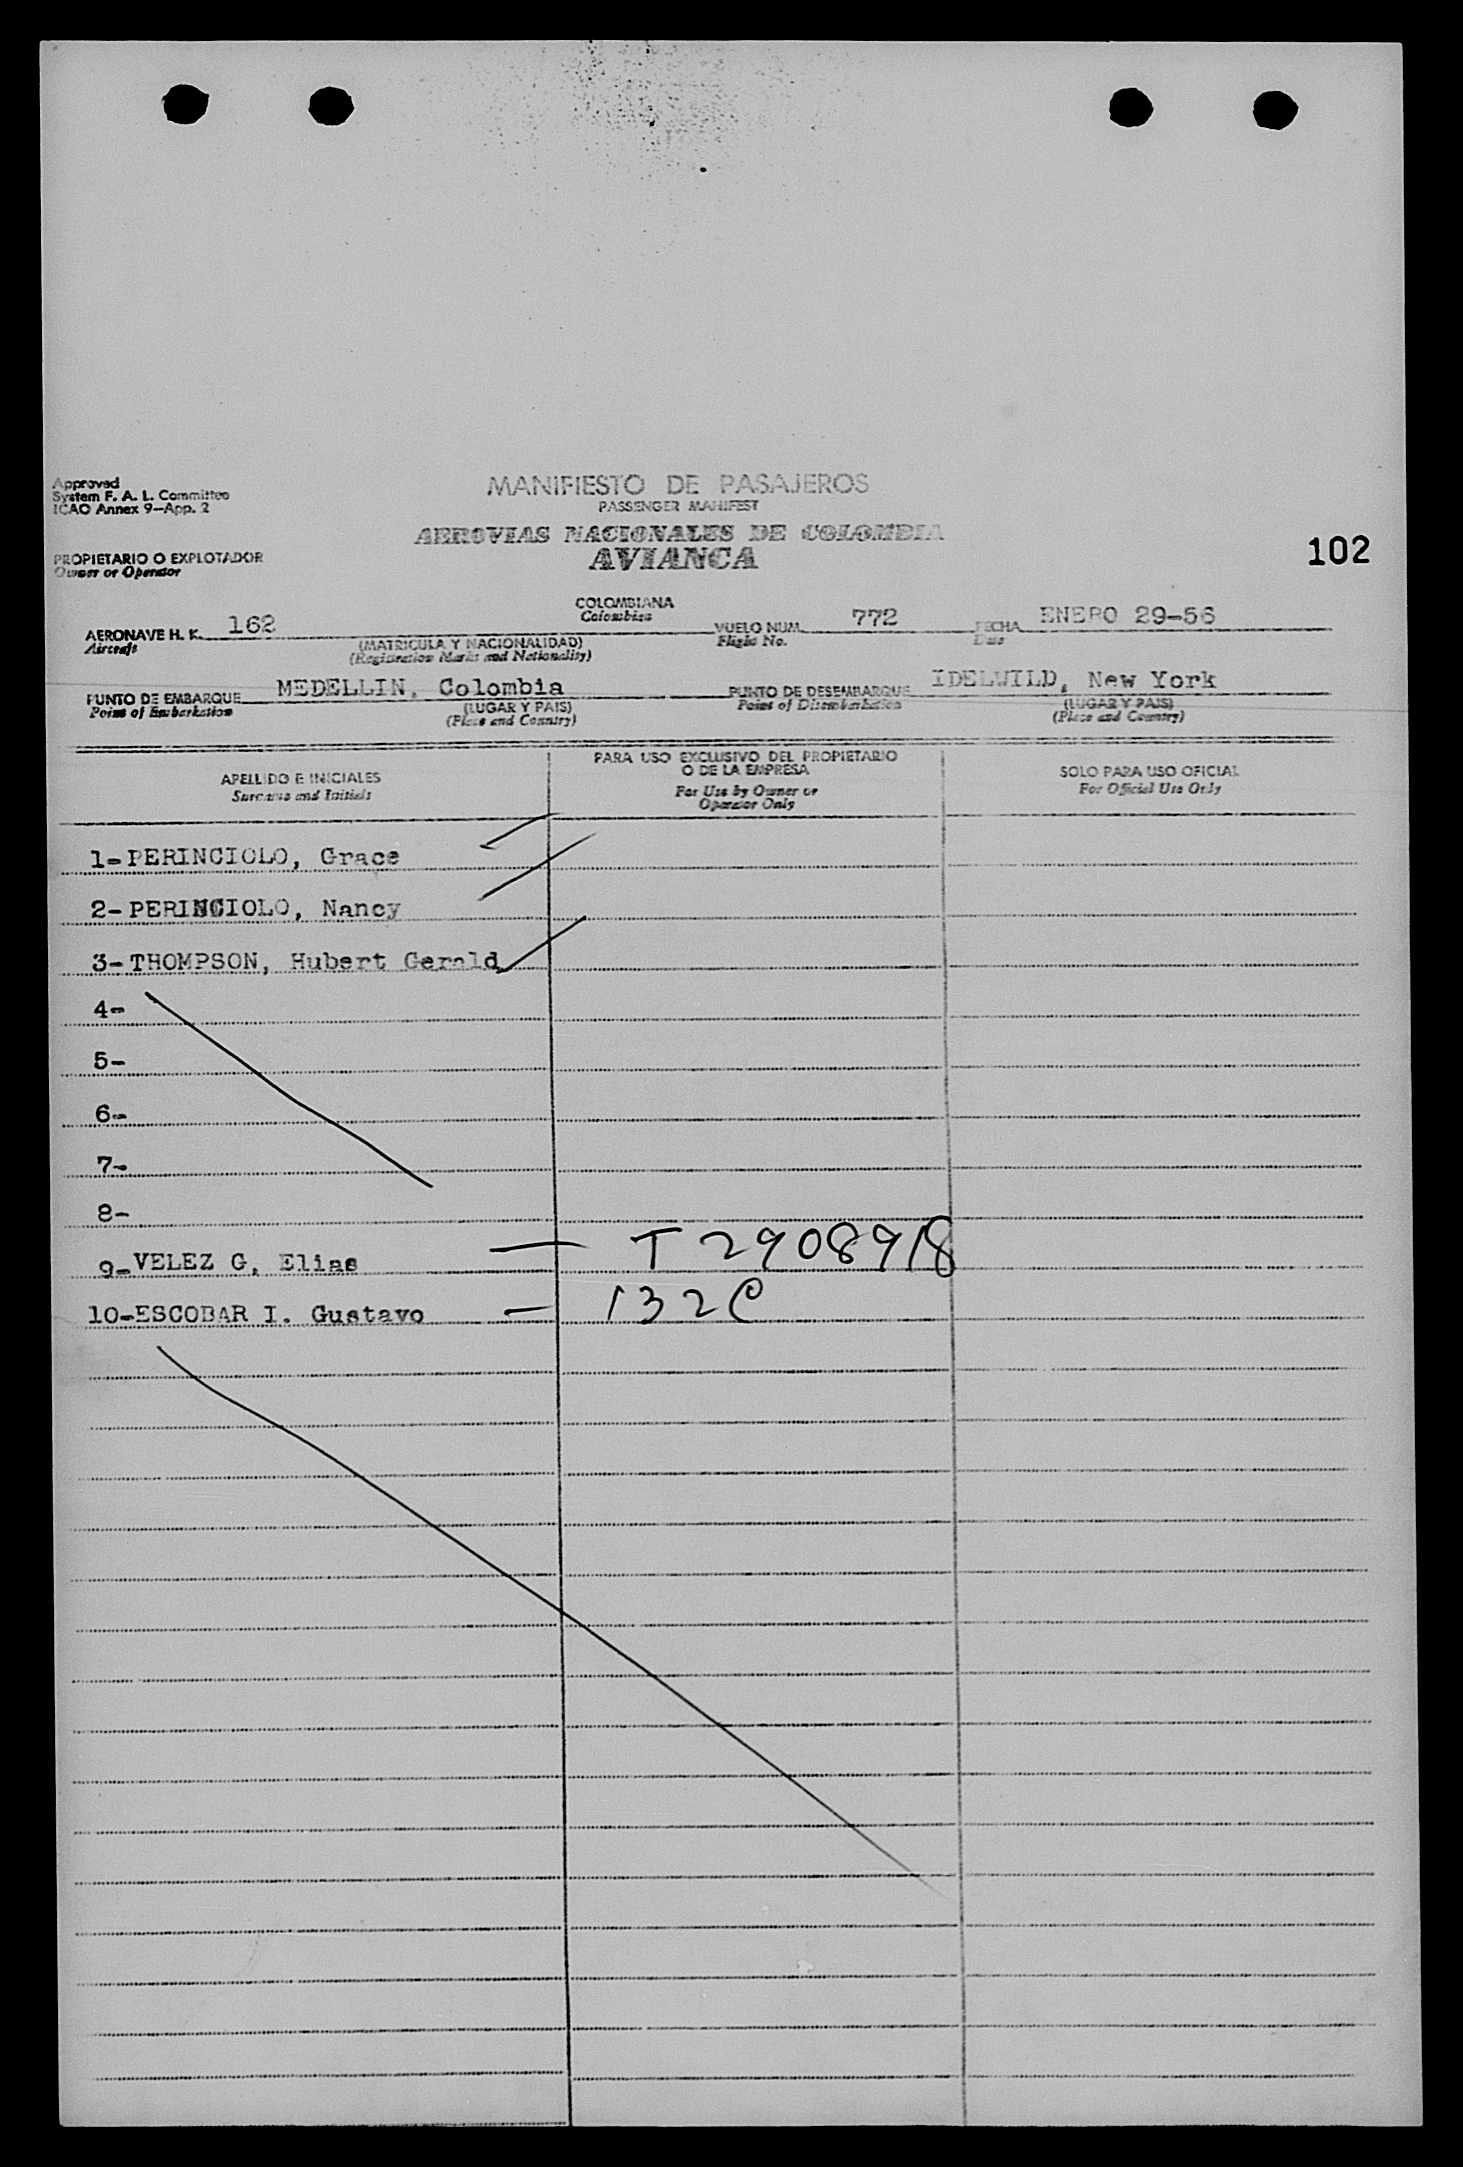 Approved
System F. A. L. Committee
ICAO Annex 9-App. 2
MANIFIESTO DE PASAJEROS
PASSENGER MANIFEST
AEROVIAS NACIONALES DE COLOMBIA
AVIANCA
PROPIETARIO O EXPLOTADOR
Owner or Operator
102
COLOMBIANA
Colombian
AERONAVE H. K. 162 VUELO NUM. 772 FECHA ENERO 29-56
Aircraft (MATRICULA Y NACIONALIDAD) Flight No. Date
(Registration Marks and Nationality)
PUNTO DE EMBARQUE MEDELLIN, Colombia PUNTO DE DESEMBARQUE IDELWILD, New York
Point of Embarkation (LUGAR Y PAIS) Point of Disembarkation (LUGAR Y PAIS)
(Place and Country) (Place and Country)
APELLIDO E INICIALES
Surname and Initials
PARA USO EXCLUSIVO DEL PROPIETARIO
O DE LA EMPRESA
For Use by Owner or
Operator Only
SOLO PARA USO OFICIAL
For Official Use Only
1-PERINCIOLO, Grace
2-PERINCIOLO, Nancy
3-THOMPSON, Hubert Gerald
4-
5-
6-
7-
8-
9-VELEZ G, Elias — T2908918
10-ESCOBAR I. Gustavo — 132C